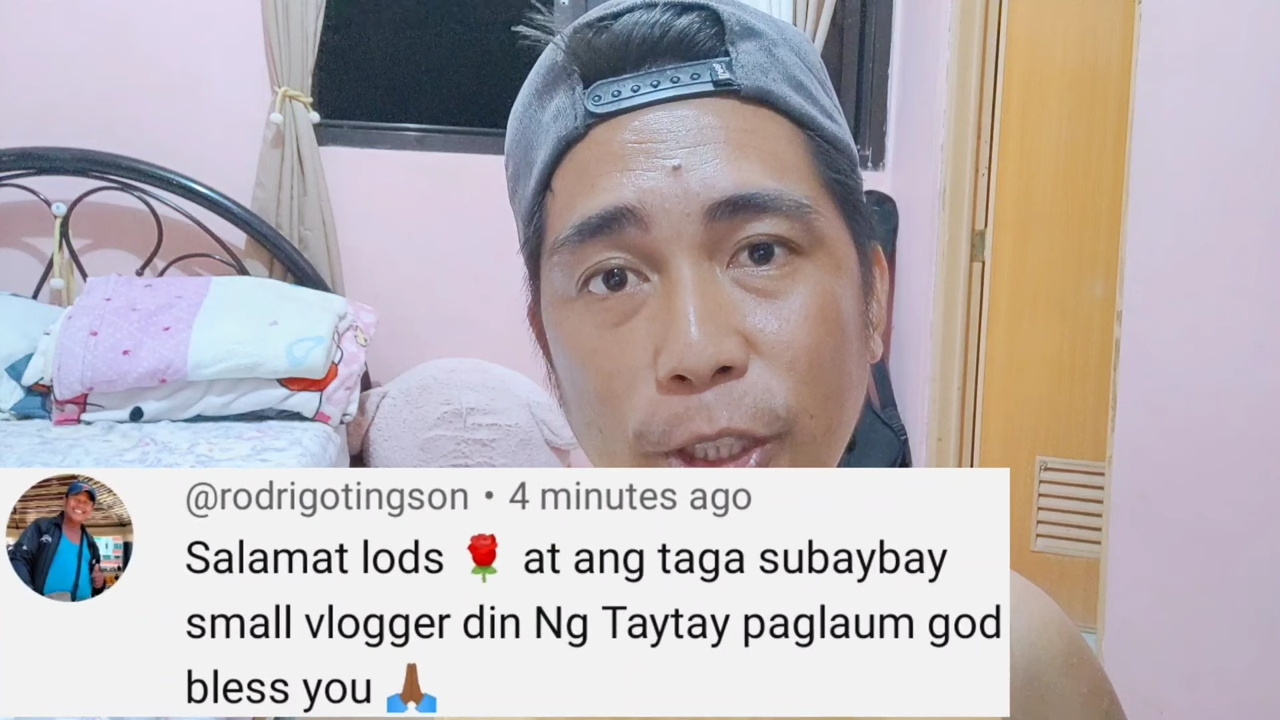 @rodrigotingson • 4 minutes ago
Salamat lods 🌹 at ang taga subaybay
small vlogger din Ng Taytay paglaum god
bless you 🙏🏾